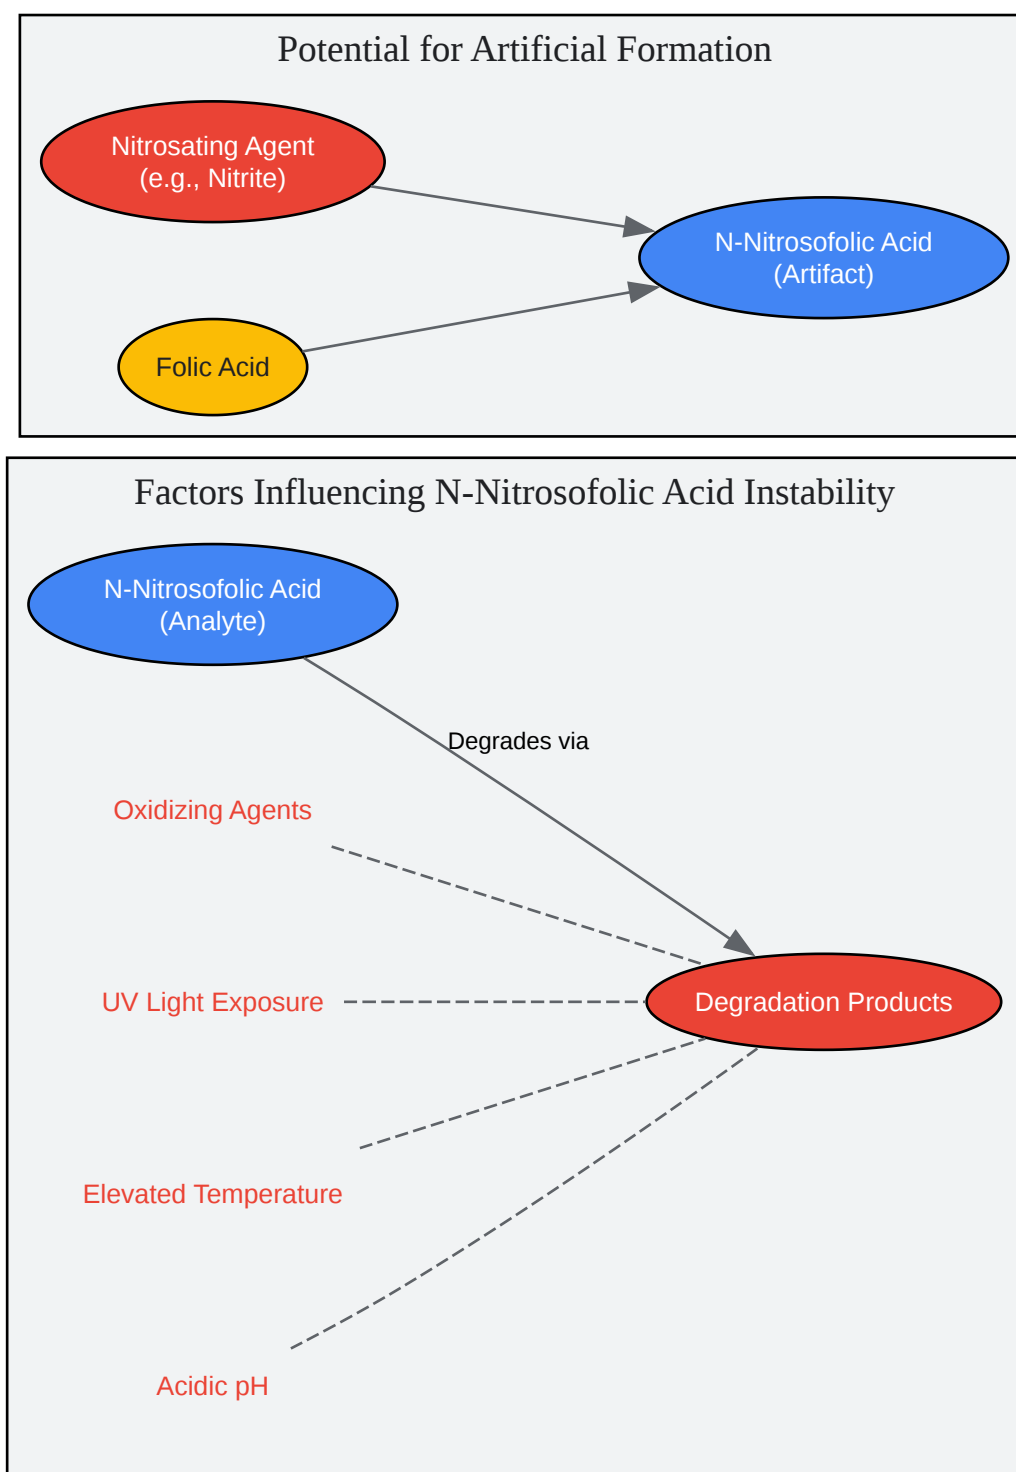 Potential for Artificial Formation
Nitrosating Agent
(e.g., Nitrite)
N-Nitrosofolic Acid
(Artifact)
Folic Acid
Factors Influencing N-Nitrosofolic Acid Instability
N-Nitrosofolic Acid
(Analyte)
Degrades via
Oxidizing Agents
UV Light Exposure
Degradation Products
Elevated Temperature
Acidic pH